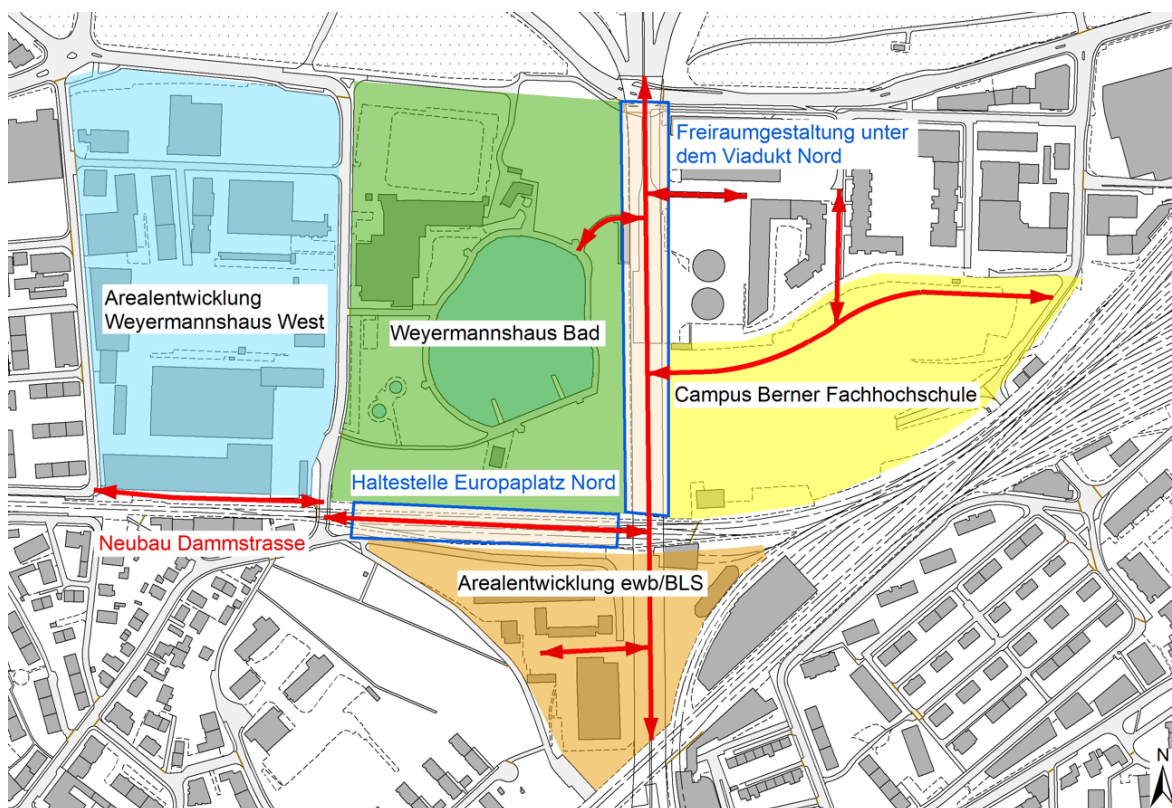 Freiraumgestaltung unter
dem Viadukt Nord
Arealentwicklung
Weyermannshaus West
Weyermannshaus Bad
Campus Berner Fachhochschule
Haltestelle Europaplatz Nord
Neubau Dammstrasse
Arealentwicklung ewb/BLS
N